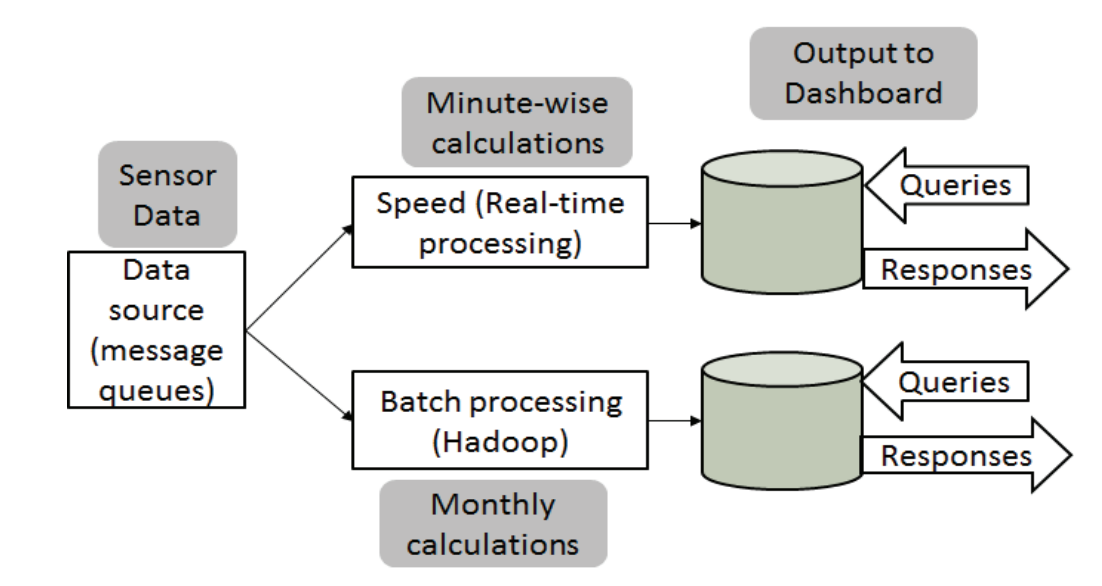 Sensor
Data
Data
source
(message
queues)
Minute-wise
calculations
Speed (Real-time
processing)
Batch processing
(Hadoop)
Monthly
calculations
Output to
Dashboard
Queries
Responses
Queries
Responses